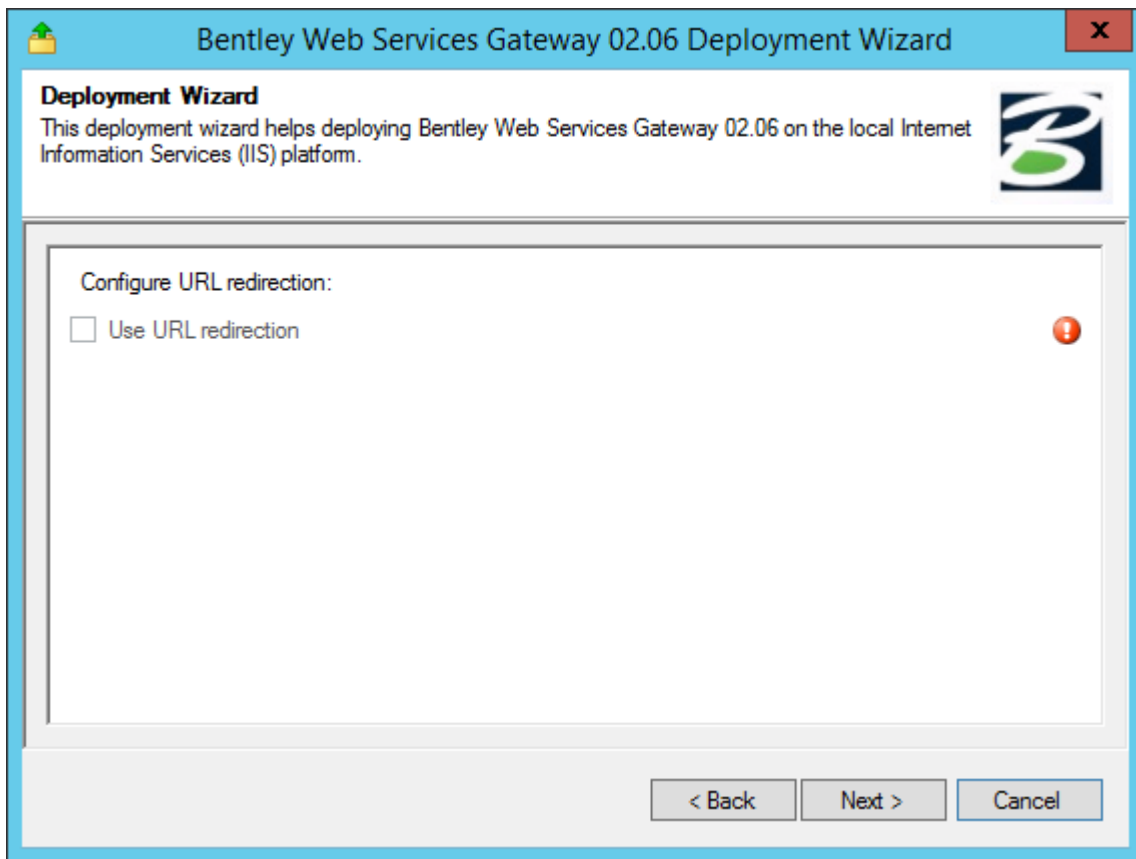 Bentley Web Services Gateway 02.06 Deployment Wizard
x
Deployment Wizard
This deployment wizard helps deploying Bentley Web Services Gateway 02.06 on the local Internet
Information Services (IIS) platform.
Configure URL redirection:
Use URL redirection
< Back
Next >
Cancel